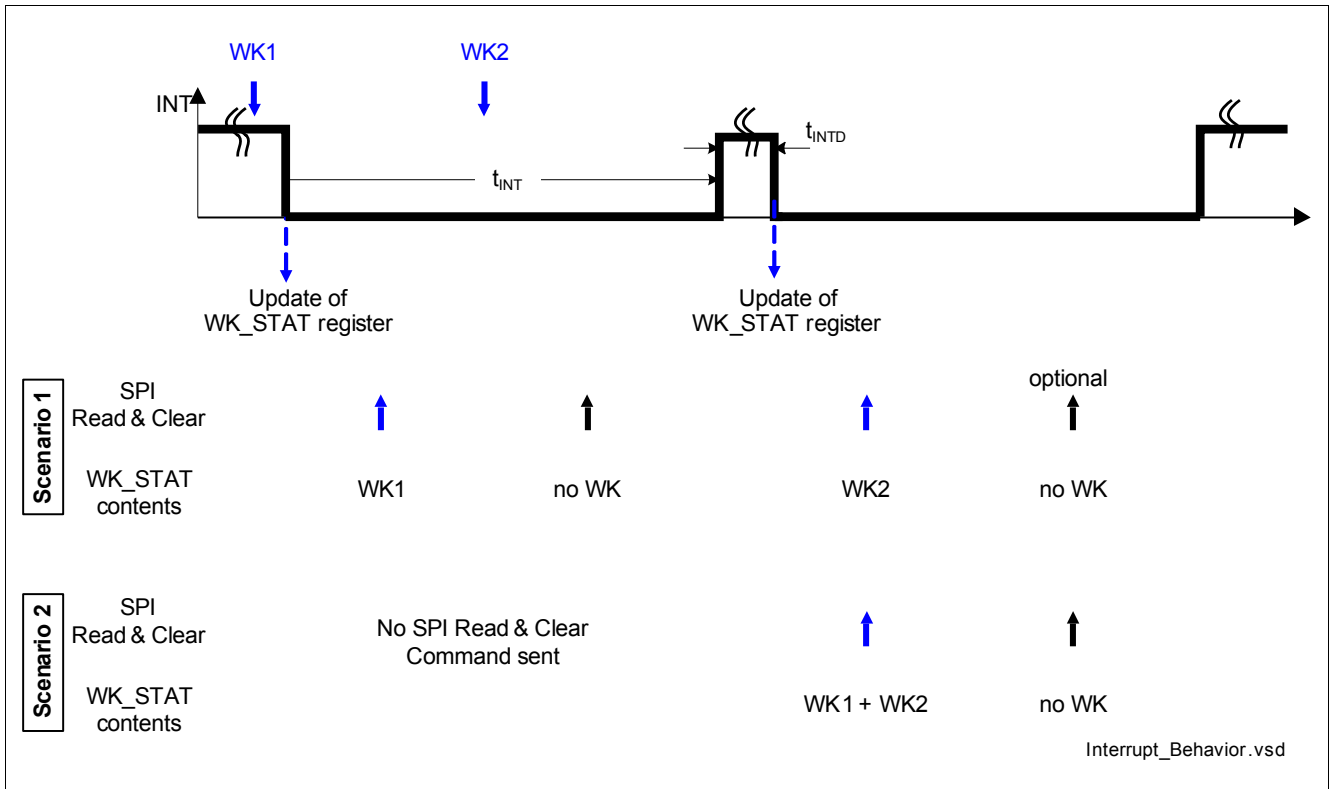 WK1 WK2
INT
tINTD
tINT
Update of
WK_STAT register
Update of
WK_STAT register
Scenario 1
SPI
Read & Clear
optional
WK_STAT
contents
WK1 no WK WK2 no WK
Scenario 2
SPI
Read & Clear
No SPI Read & Clear
Command sent
WK_STAT
contents
WK1 + WK2 no WK
Interrupt_Behavior.vsd